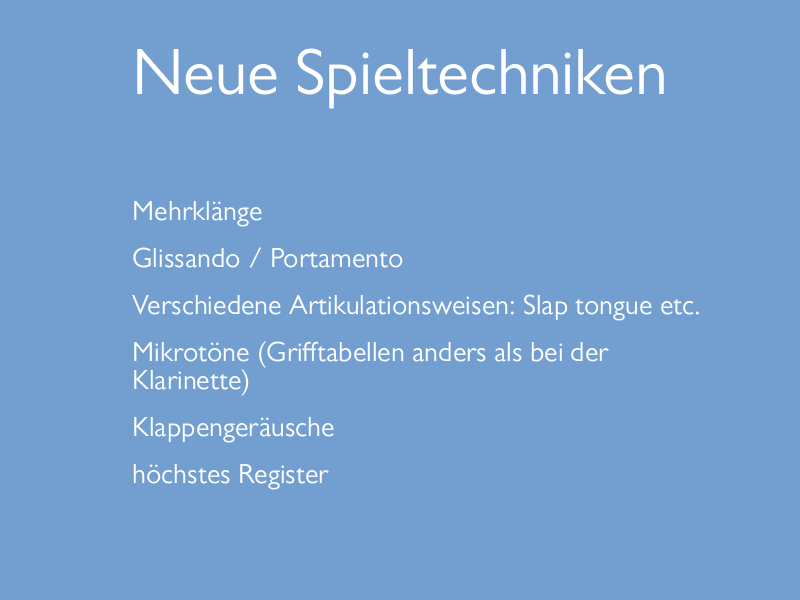 Neue Spieltechniken
Mehrklänge
Glissando / Portamento
Verschiedene Artikulationsweisen: Slap tongue etc.
Mikrotöne (Grifftabellen anders als bei der
Klarinette)
Klappengeräusche
höchstes Register